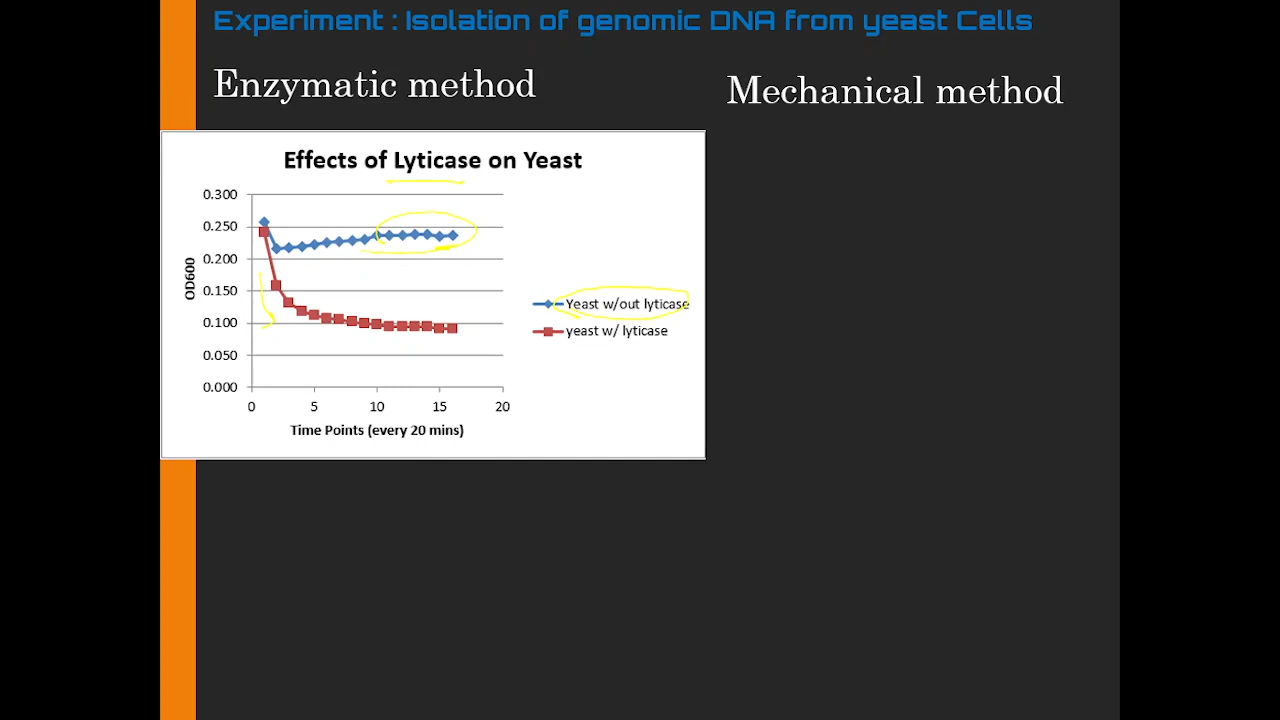 Experiment : Isolation of genomic DNA from yeast Cells
Enzymatic method
Mechanical method
Effects of Lyticase on Yeast
0.300
0.250
0.200
0.150
0.100
0.050
0.000
OD600
0 5 10 15 20
Time Points (every 20 mins)
Yeast w/out lyticase
yeast w/ lyticase